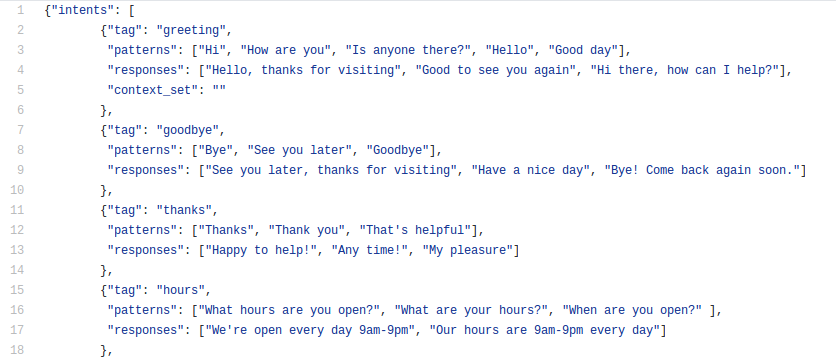 1 {"intents": [
2 {"tag": "greeting",
3 "patterns": ["Hi", "How are you", "Is anyone there?", "Hello", "Good day"],
4 "responses": ["Hello, thanks for visiting", "Good to see you again", "Hi there, how can I help?"],
5 "context_set": ""
6 },
7 {"tag": "goodbye",
8 "patterns": ["Bye", "See you later", "Goodbye"],
9 "responses": ["See you later, thanks for visiting", "Have a nice day", "Bye! Come back again soon."]
10 },
11 {"tag": "thanks",
12 "patterns": ["Thanks", "Thank you", "That's helpful"],
13 "responses": ["Happy to help!", "Any time!", "My pleasure"]
14 },
15 {"tag": "hours",
16 "patterns": ["What hours are you open?", "What are your hours?", "When are you open?" ],
17 "responses": ["We're open every day 9am-9pm", "Our hours are 9am-9pm every day"]
18 },